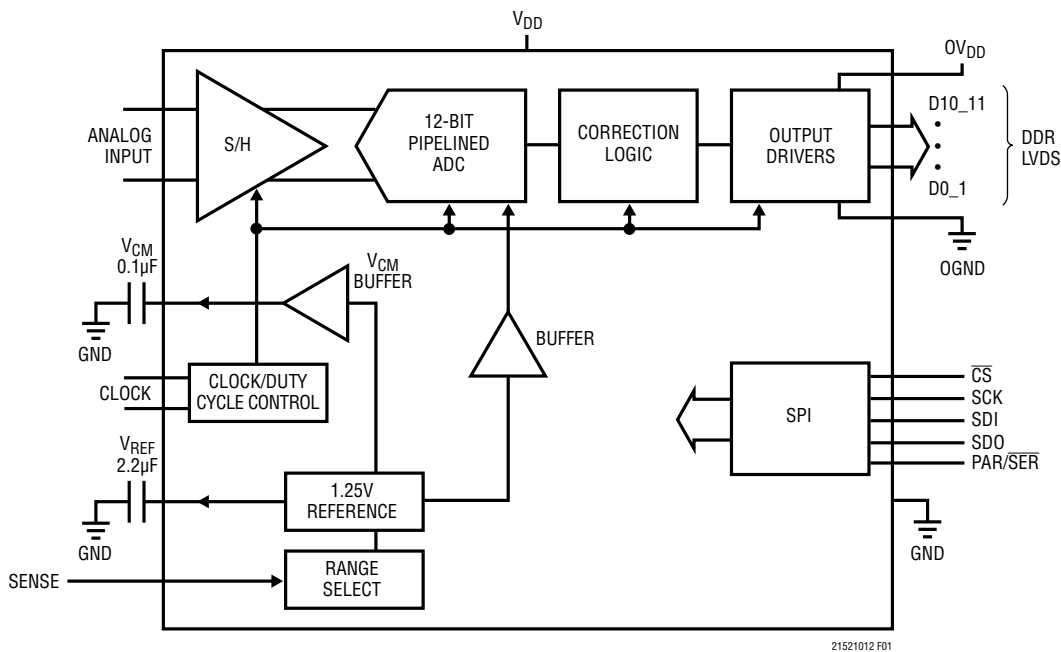 V_DD
OV_DD
D10_11
•
•
•
D0_1
DDR
LVDS
OGND
ANALOG
INPUT
S/H
12-BIT
PIPELINED
ADC
CORRECTION
LOGIC
OUTPUT
DRIVERS
V_CM
0.1µF
GND
V_CM
BUFFER
BUFFER
CLOCK
CLOCK/DUTY
CYCLE CONTROL
V_REF
2.2µF
GND
1.25V
REFERENCE
SENSE
RANGE
SELECT
SPI
C̅S̅
SCK
SDI
SDO
PAR/S̅E̅R̅
GND
21521012 F01